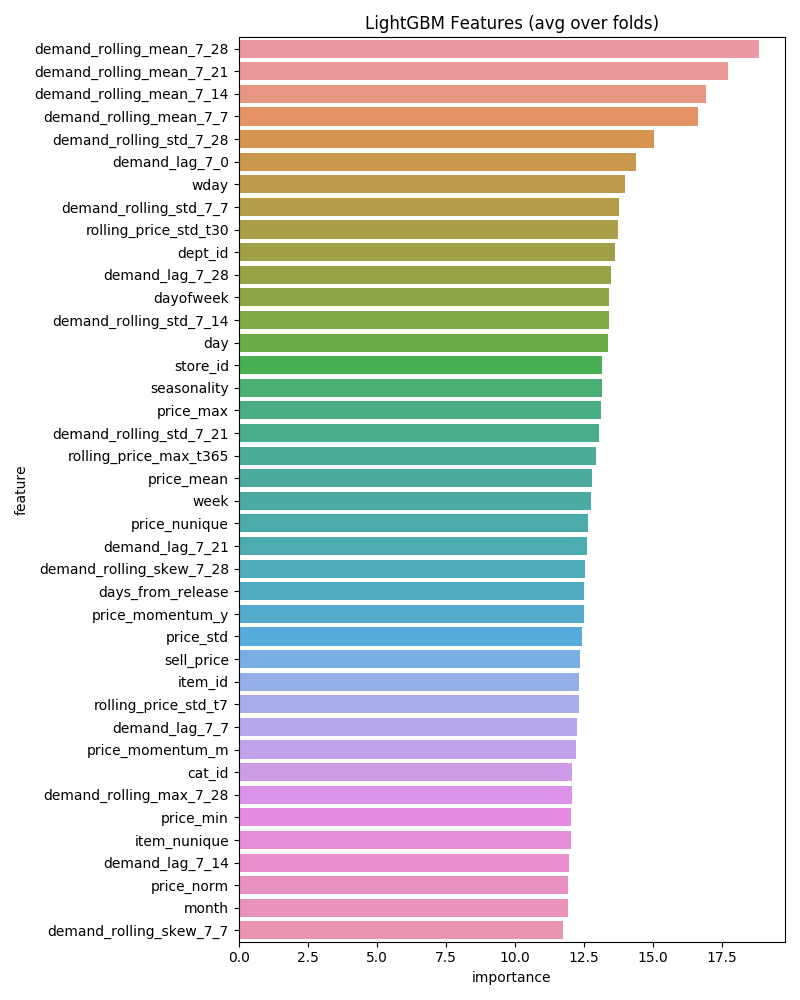 LightGBM Features (avg over folds)
demand_rolling_mean_7_28
demand_rolling_mean_7_21
demand_rolling_mean_7_14
demand_rolling_mean_7_7
demand_rolling_std_7_28
demand_lag_7_0
wday
demand_rolling_std_7_7
rolling_price_std_t30
dept_id
demand_lag_7_28
dayofweek
demand_rolling_std_7_14
day
store_id
seasonality
price_max
demand_rolling_std_7_21
rolling_price_max_t365
price_mean
week
price_nunique
demand_lag_7_21
demand_rolling_skew_7_28
days_from_release
price_momentum_y
price_std
sell_price
item_id
rolling_price_std_t7
demand_lag_7_7
price_momentum_m
cat_id
demand_rolling_max_7_28
price_min
item_nunique
demand_lag_7_14
price_norm
month
demand_rolling_skew_7_7
feature
0.0 2.5 5.0 7.5 10.0 12.5 15.0 17.5
importance